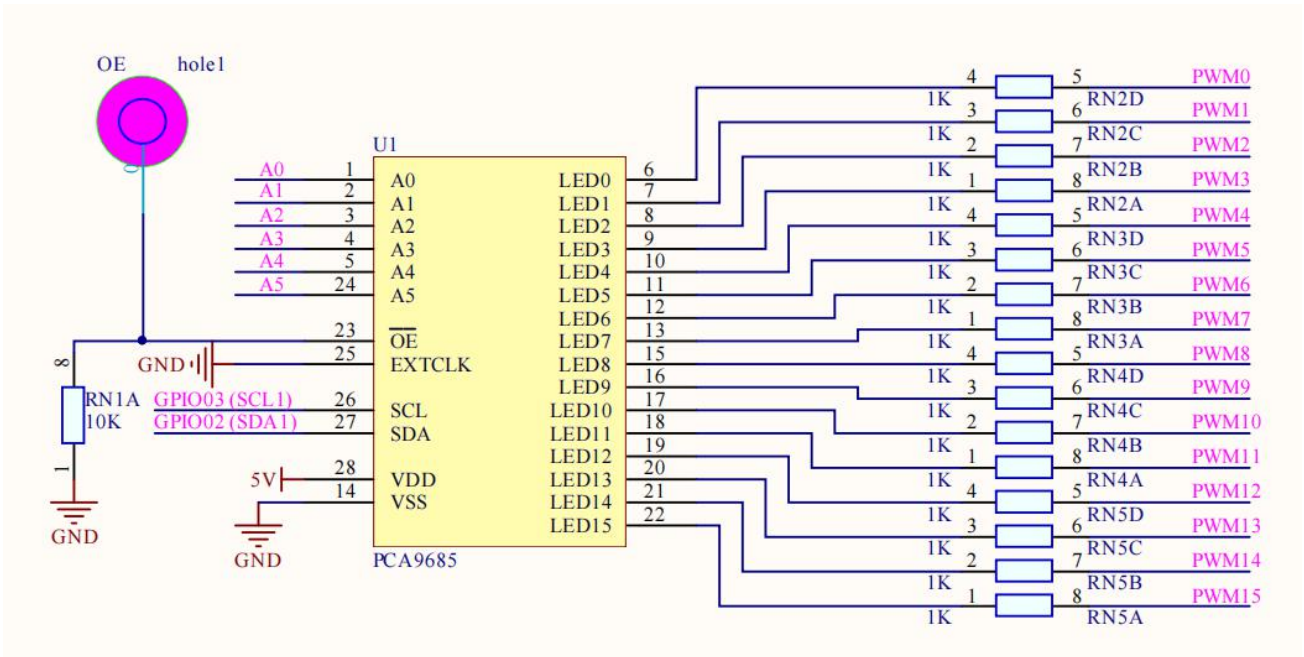 OE hole1
U1
A0 1 A0
A1 2 A1
A2 3 A2
A3 4 A3
A4 5 A4
A5 24 A5
23 OE
GND 25 EXTCLK
GPIO03 (SCL1) 26 SCL
GPIO02 (SDA1) 27 SDA
5V 28 VDD
14 VSS
GND
PCA9685
8
RN1A
10K
1
GND
LED0 6
LED1 7
LED2 8
LED3 9
LED4 10
LED5 11
LED6 12
LED7 13
LED8 15
LED9 16
LED10 17
LED11 18
LED12 19
LED13 20
LED14 21
LED15 22
4 5 PWM0
1K RN2D
3 6 PWM1
1K RN2C
2 7 PWM2
1K RN2B
1 8 PWM3
1K RN2A
4 5 PWM4
1K RN3D
3 6 PWM5
1K RN3C
2 7 PWM6
1K RN3B
1 8 PWM7
1K RN3A
4 5 PWM8
1K RN4D
3 6 PWM9
1K RN4C
2 7 PWM10
1K RN4B
1 8 PWM11
1K RN4A
4 5 PWM12
1K RN5D
3 6 PWM13
1K RN5C
2 7 PWM14
1K RN5B
1 8 PWM15
1K RN5A